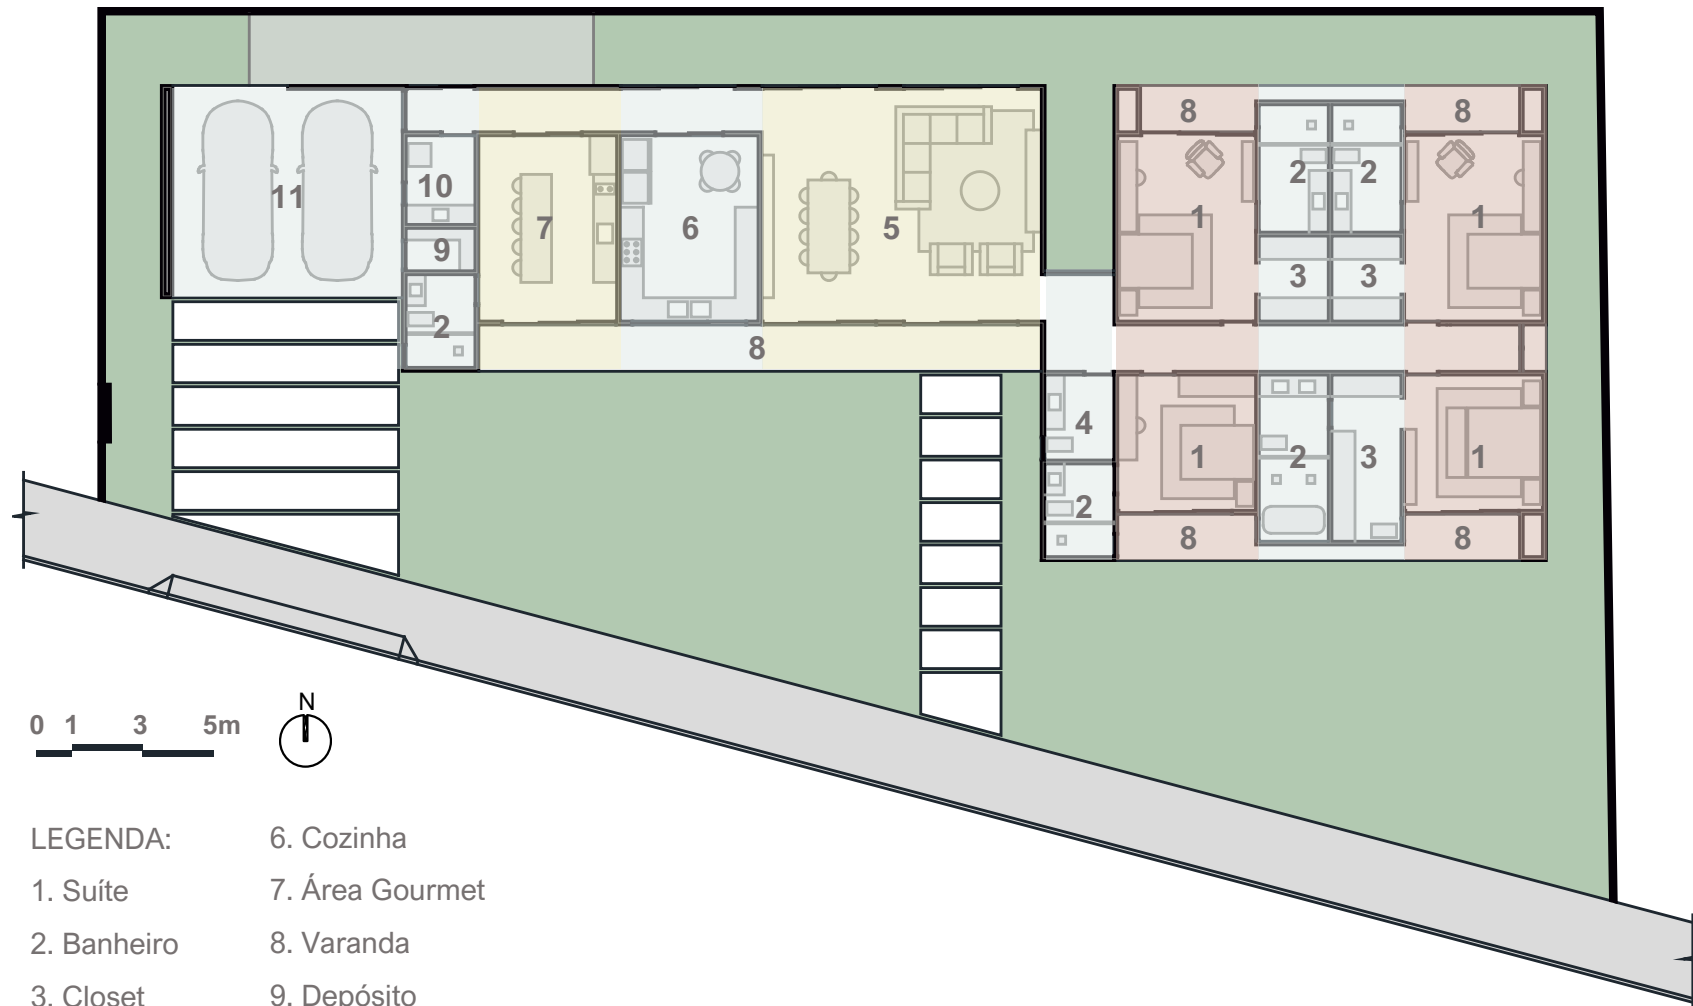 8 8
11 10 7 6 5 1 2 2 1
9 3 3
2 8
4 1 2 3 1
2 8 8
N
0 1 3 5m
LEGENDA:
1. Suíte
2. Banheiro
3. Closet
6. Cozinha
7. Área Gourmet
8. Varanda
9. Depósito